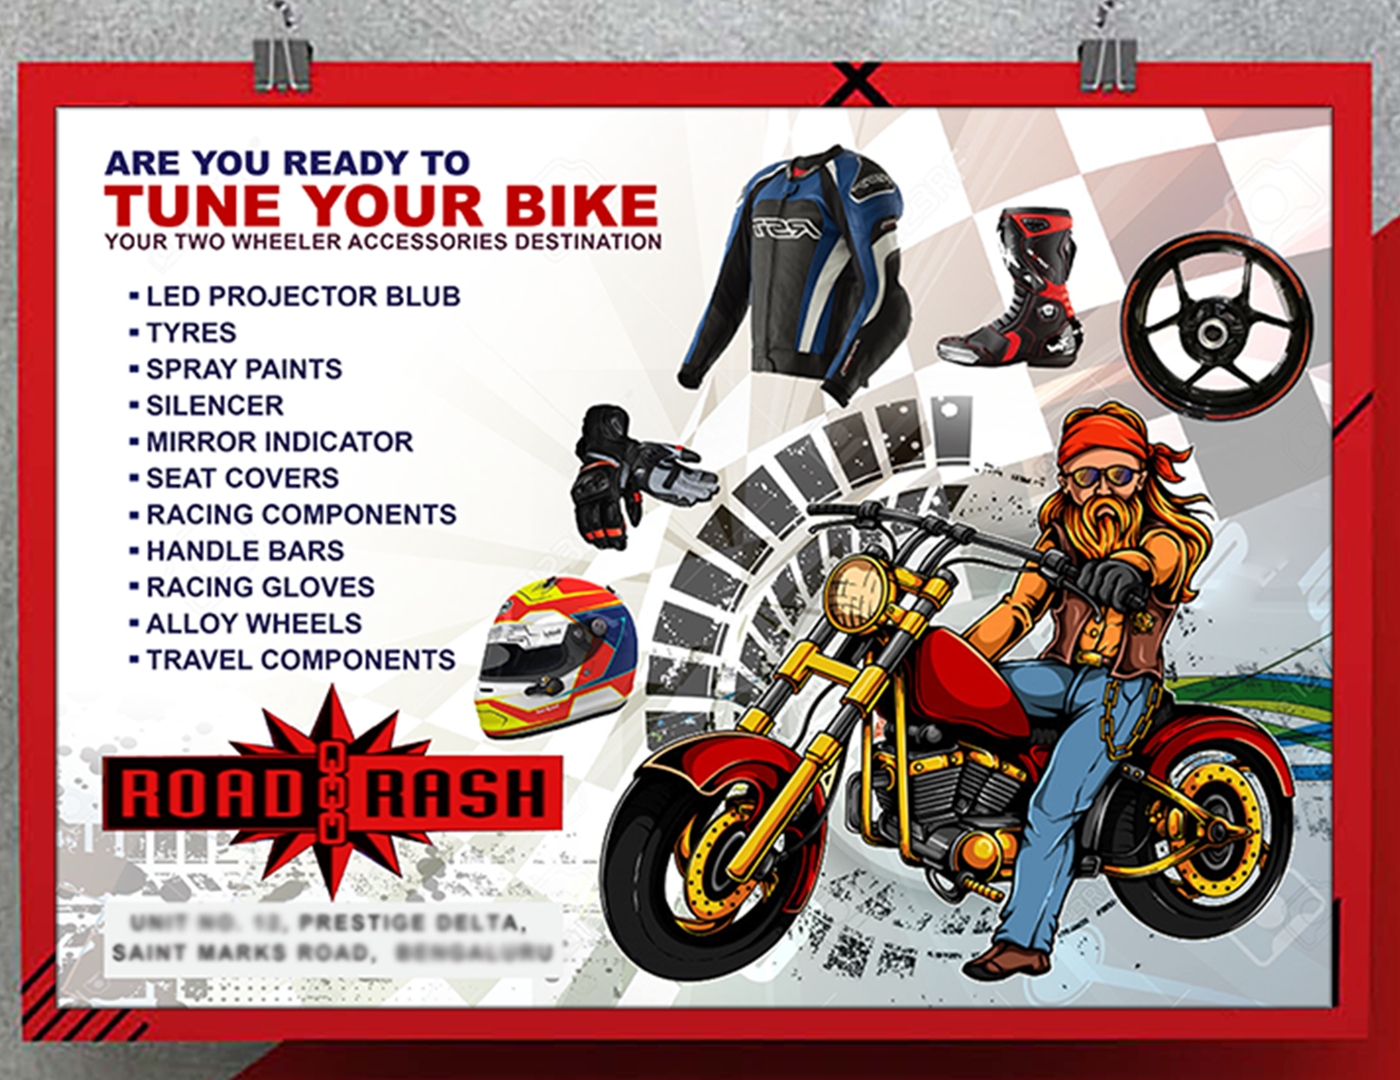 ARE YOU READY TO
TUNE YOUR BIKE
YOUR TWO WHEELER ACCESSORIES DESTINATION
▪ LED PROJECTOR BLUB
▪ TYRES
▪ SPRAY PAINTS
▪ SILENCER
▪ MIRROR INDICATOR
▪ SEAT COVERS
▪ RACING COMPONENTS
▪ HANDLE BARS
▪ RACING GLOVES
▪ ALLOY WHEELS
▪ TRAVEL COMPONENTS
ROAD RASH
PRESTIGE DELTA,
SAINT MARKS ROAD,